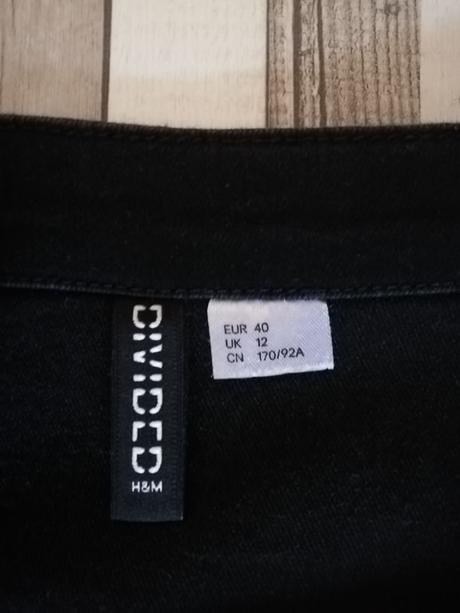 DIVIDED
H&M
EUR 40
UK 12
CN 170/92A